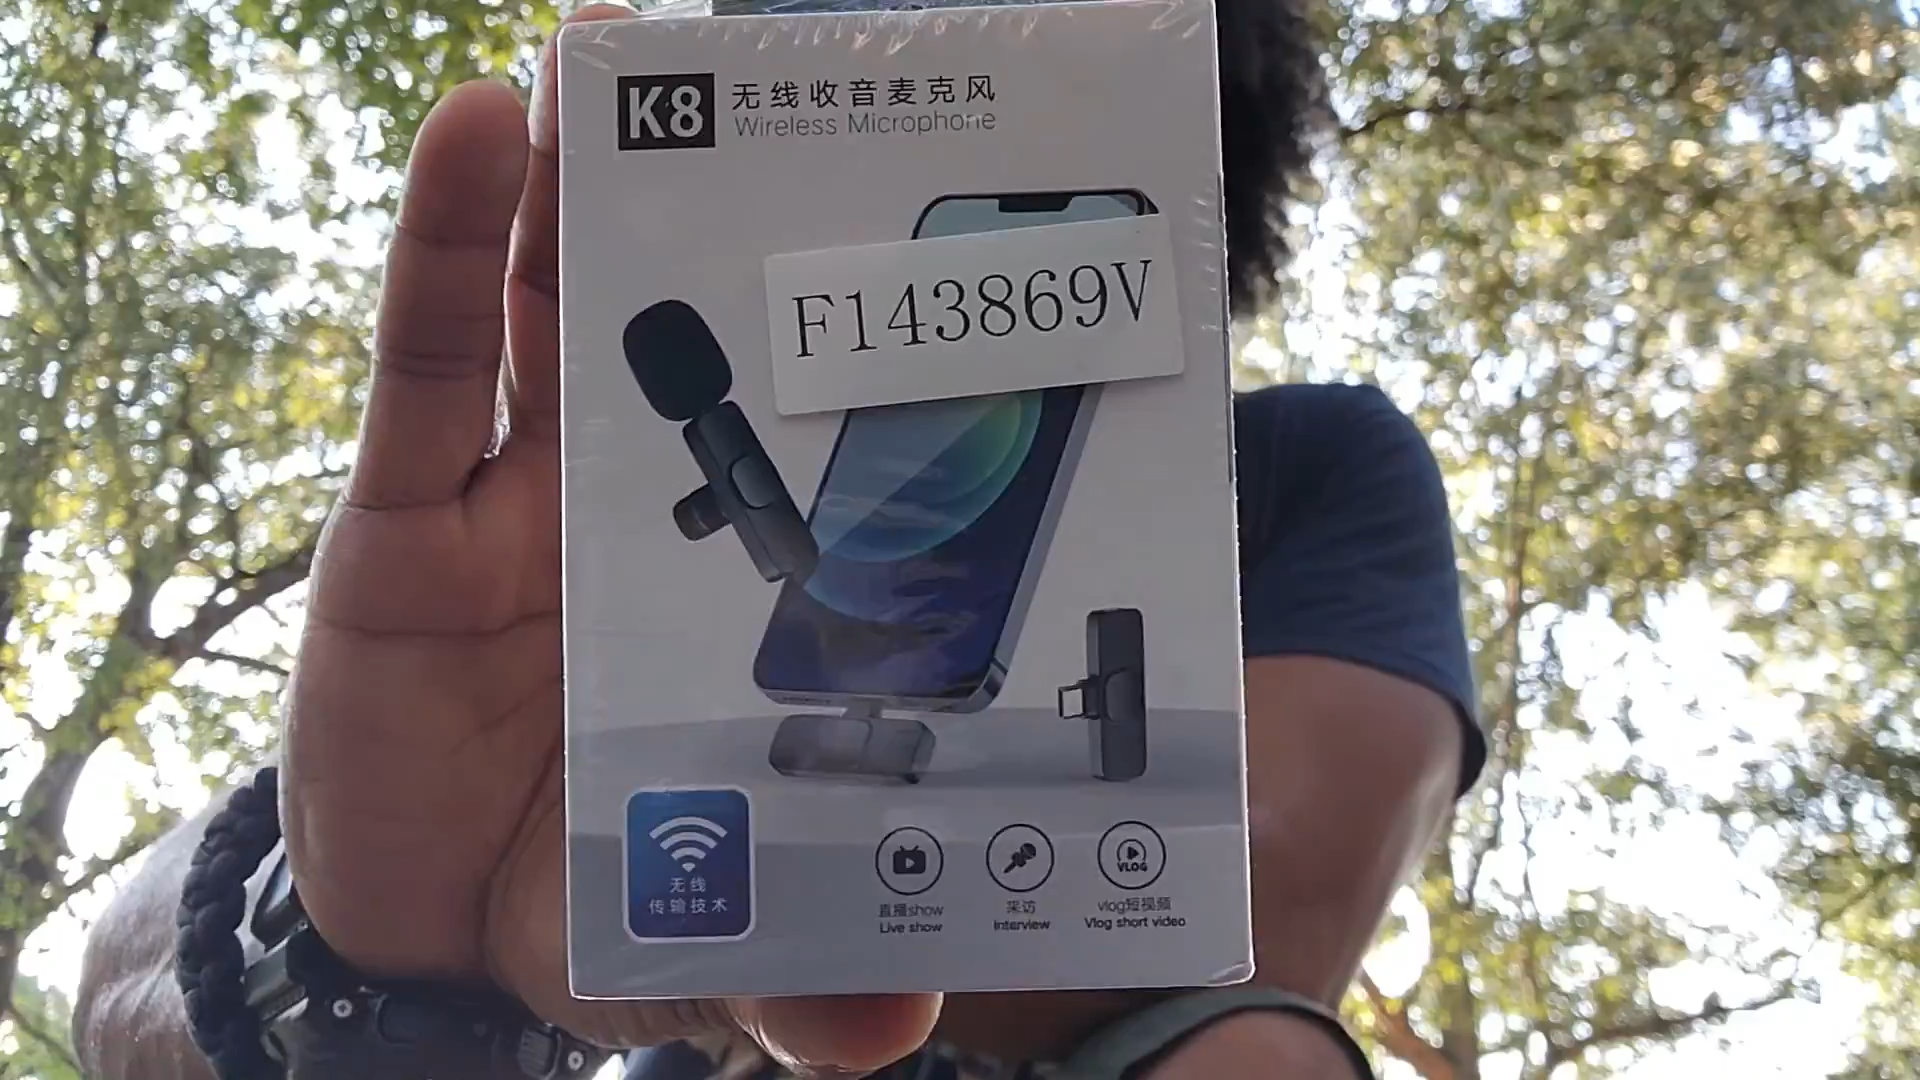 K8 无线收音麦克风
Wireless Microphone
F143869V
无线
传输技术
VLOG
直播show
Live show
采访
Interview
vlog短视频
Vlog short video